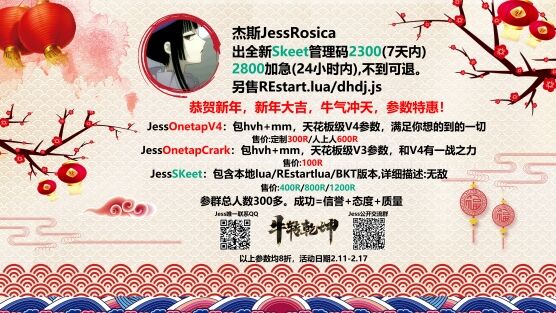 杰斯JessRosica
出全新Skeet管理码2300(7天内)
2800加急(24小时内),不到可退。
另售REstart.lua/dhdj.js
恭贺新年，新年大吉，牛气冲天，参数特惠！
JessOnetapV4：包hvh+mm，天花板级V4参数，满足你想的到的一切
售价:定制300R/人上人600R
JessOnetapCrark：包hvh+mm，天花板级V3参数，和V4有一战之力
售价:100R
JessSKeet：包含本地lua/REstartlua/BKT版本,详细描述:无敌
售价:400R/800R/1200R
参群总人数300多。成功=信誉+态度+质量
Jess唯一联系QQ
Jess公开交流群
牛转乾坤
以上参数均8折，活动日期2.11-2.17
福
福